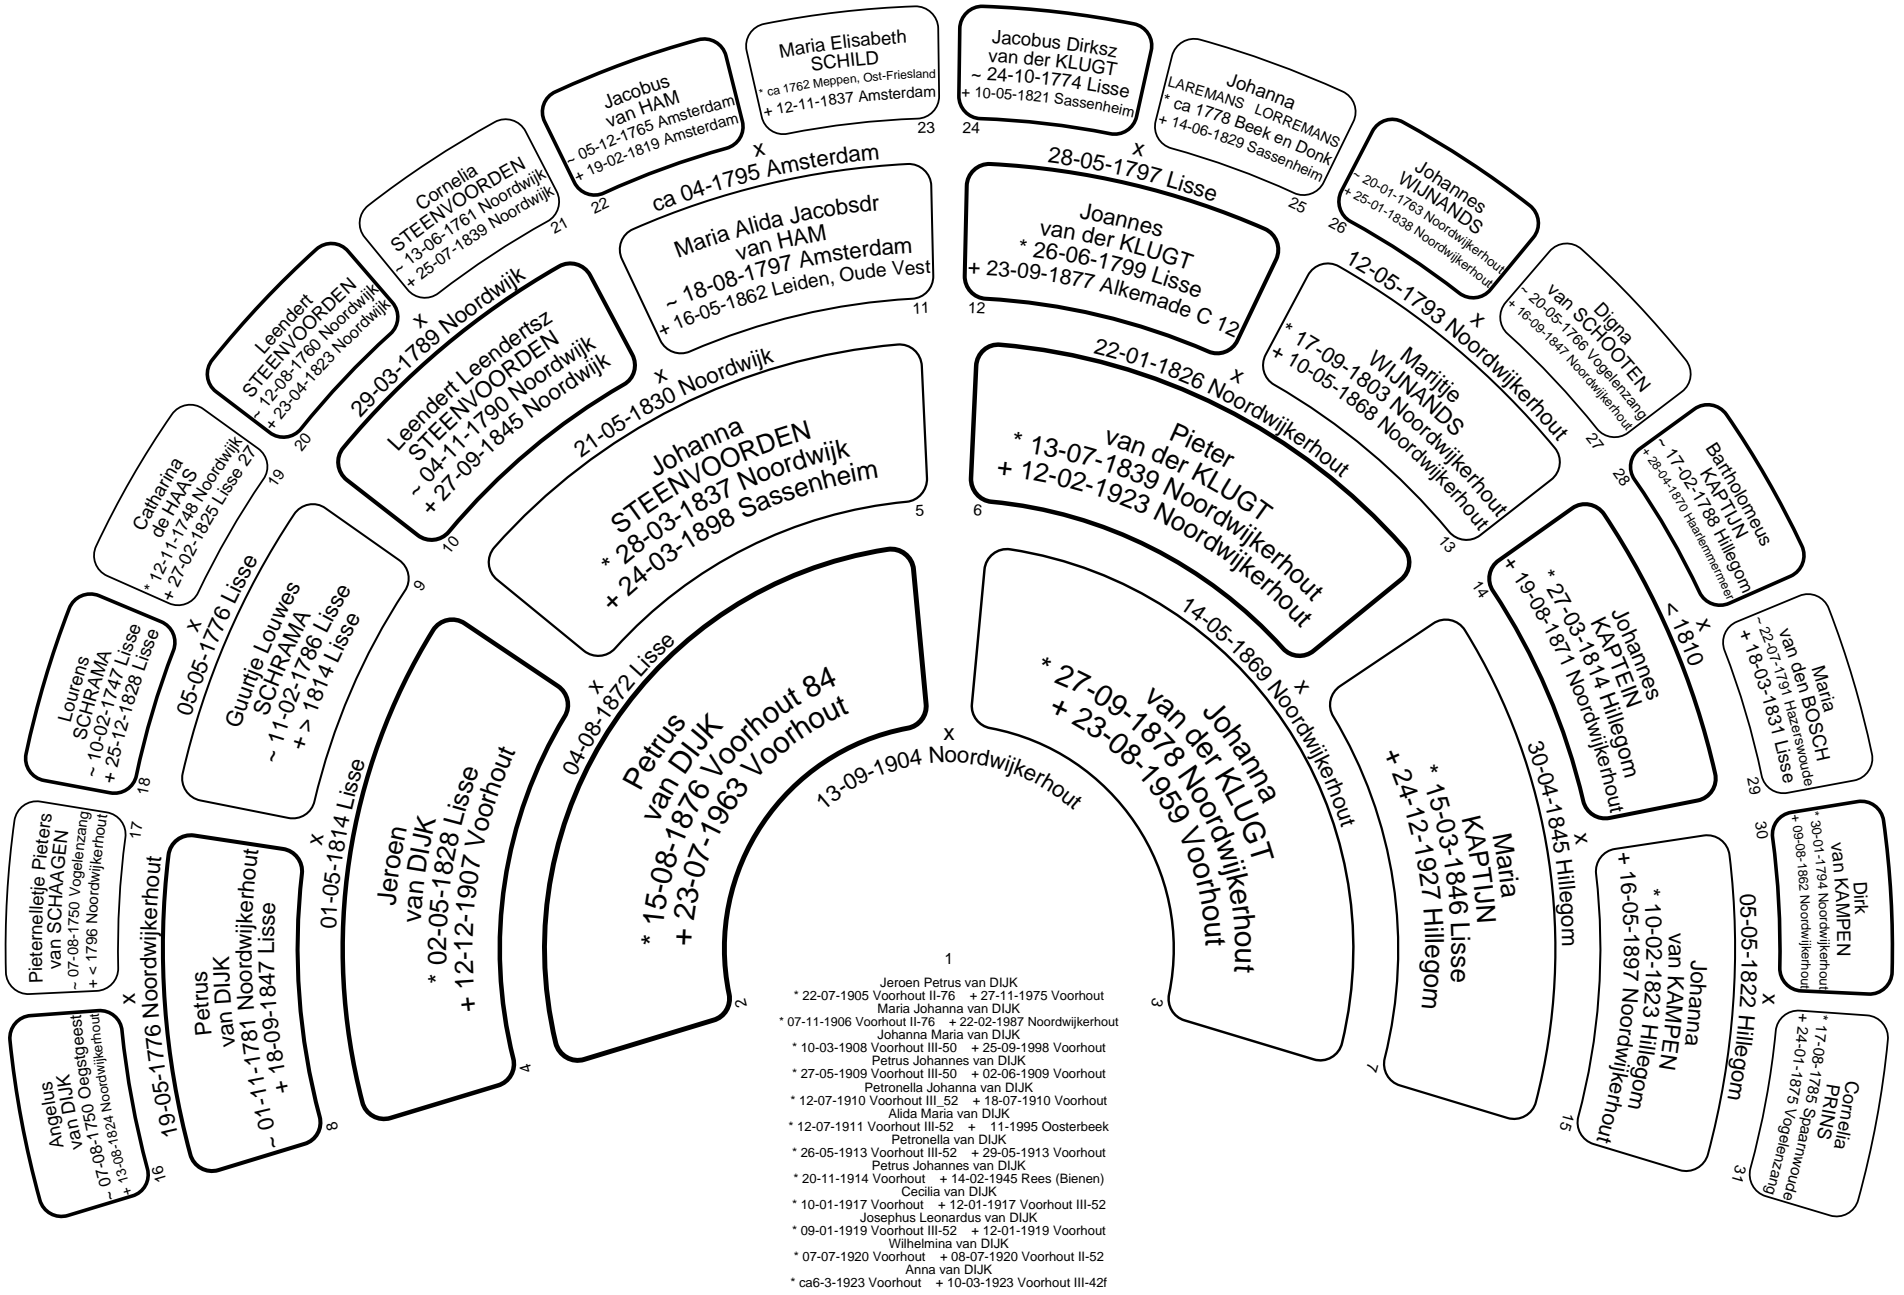 Angelus
van DIJK
~ 07-08-1750 Oegstgeest
+ 13-08-1824 Noordwijkerhout
16
x
19-05-1776 Noordwijkerhout
Pieternelletje Pieters
van SCHAAGEN
~ 07-08-1750 Vogelenzang
+ < 1796 Noordwijkerhout
17
Lourens
SCHRAMA
~ 10-02-1747 Lisse
+ 25-12-1828 Lisse
18
x
05-05-1776 Lisse
Catharina
de HAAS
* 12-11-1748 Noordwijk
+ 27-02-1825 Lisse 27
19
Leendert
STEENVOORDEN
~ 12-08-1760 Noordwijk
+ 23-04-1823 Noordwijk
20
x
29-03-1789 Noordwijk
Cornelia
STEENVOORDEN
~ 13-06-1761 Noordwijk
+ 25-07-1839 Noordwijk
21
Jacobus
van HAM
~ 05-12-1765 Amsterdam
+ 19-02-1819 Amsterdam
22
x
ca 04-1795 Amsterdam
Maria Elisabeth
SCHILD
* ca 1762 Meppen, Ost-Friesland
+ 12-11-1837 Amsterdam
23
Jacobus Dirksz
van der KLUGT
~ 24-10-1774 Lisse
+ 10-05-1821 Sassenheim
24
x
28-05-1797 Lisse
Johanna
LAREMANS LORREMANS
* ca 1778 Beek en Donk
+ 14-06-1829 Sassenheim
25
Johannes
WIJNANDS
~ 20-01-1763 Noordwijkerhout
+ 25-01-1838 Noordwijkerhout
26
x
12-05-1793 Noordwijkerhout
Digna
van SCHOOTEN
~ 20-05-1766 Vogelenzang
+ 16-09-1847 Noordwijkerhout
27
Bartholomeus
KAPTIJN
~ 17-02-1788 Hillegom
+ 28-04-1870 Haarlemmermeer
28
x
< 1810
Maria
van den BOSCH
~ 22-07-1791 Hazerswoude
+ 18-03-1831 Lisse
29
Dirk
van KAMPEN
* 30-01-1794 Noordwijkerhout
+ 09-08-1862 Noordwijkerhout
30
x
05-05-1822 Hillegom
Cornelia
PRINS
* 17-08-1785 Spaarnwoude
+ 24-01-1875 Vogelenzang
31
Petrus
van DIJK
~ 01-11-1781 Noordwijkerhout
+ 18-09-1847 Lisse
8
x
01-05-1814 Lisse
Guurtje Louwes
SCHRAMA
~ 11-02-1786 Lisse
+ > 1814 Lisse
9
Leendert Leendertsz
STEENVOORDEN
~ 04-11-1790 Noordwijk
+ 27-09-1845 Noordwijk
10
x
21-05-1830 Noordwijk
Maria Alida Jacobsdr
van HAM
~ 18-08-1797 Amsterdam
+ 16-05-1862 Leiden, Oude Vest
11
Joannes
van der KLUGT
* 26-06-1799 Lisse
+ 23-09-1877 Alkemade C 12
12
x
22-01-1826 Noordwijkerhout
Marijtje
WIJNANDS
* 17-09-1803 Noordwijkerhout
+ 10-05-1868 Noordwijkerhout
13
Johannes
KAPTEIN
* 27-03-1814 Hillegom
+ 19-08-1871 Noordwijkerhout
14
x
30-04-1845 Hillegom
Johanna
van KAMPEN
* 10-02-1823 Hillegom
+ 16-05-1897 Noordwijkerhout
15
Jeroen
van DIJK
* 02-05-1828 Lisse
+ 12-12-1907 Voorhout
4
x
04-08-1872 Lisse
Johanna
STEENVOORDEN
* 28-03-1837 Noordwijk
+ 24-03-1898 Sassenheim
5
Pieter
van der KLUGT
* 13-07-1839 Noordwijkerhout
+ 12-02-1923 Noordwijkerhout
6
x
14-05-1869 Noordwijkerhout
Maria
KAPTIJN
* 15-03-1846 Lisse
+ 24-12-1927 Hillegom
7
Petrus
van DIJK
* 15-08-1876 Voorhout 84
+ 23-07-1963 Voorhout
2
x
13-09-1904 Noordwijkerhout
Johanna
van der KLUGT
* 27-09-1878 Noordwijkerhout
+ 23-08-1959 Voorhout
3
1
Jeroen Petrus van DIJK
* 22-07-1905 Voorhout II-76 + 27-11-1975 Voorhout
Maria Johanna van DIJK
* 07-11-1906 Voorhout II-76 + 22-02-1987 Noordwijkerhout
Johanna Maria van DIJK
* 10-03-1908 Voorhout III-50 + 25-09-1998 Voorhout
Petrus Johannes van DIJK
* 27-05-1909 Voorhout III-50 + 02-06-1909 Voorhout
Petronella Johanna van DIJK
* 12-07-1910 Voorhout III_52 + 18-07-1910 Voorhout
Alida Maria van DIJK
* 12-07-1911 Voorhout III-52 + 11-1995 Oosterbeek
Petronella van DIJK
* 26-05-1913 Voorhout III-52 + 29-05-1913 Voorhout
Petrus Johannes van DIJK
* 20-11-1914 Voorhout + 14-02-1945 Rees (Bienen)
Cecilia van DIJK
* 10-01-1917 Voorhout + 12-01-1917 Voorhout III-52
Josephus Leonardus van DIJK
* 09-01-1919 Voorhout III-52 + 12-01-1919 Voorhout
Wilhelmina van DIJK
* 07-07-1920 Voorhout + 08-07-1920 Voorhout II-52
Anna van DIJK
* ca6-3-1923 Voorhout + 10-03-1923 Voorhout III-42f